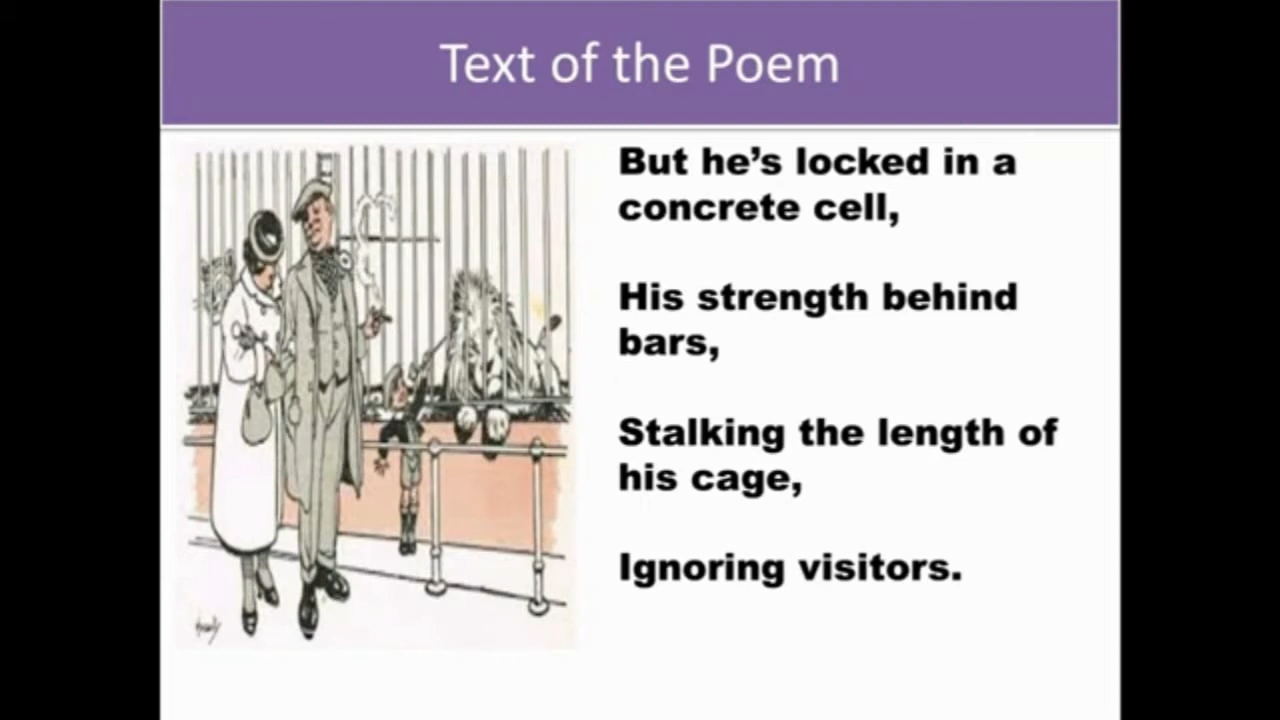 Text of the Poem
But he’s locked in a
concrete cell,
His strength behind
bars,
Stalking the length of
his cage,
Ignoring visitors.